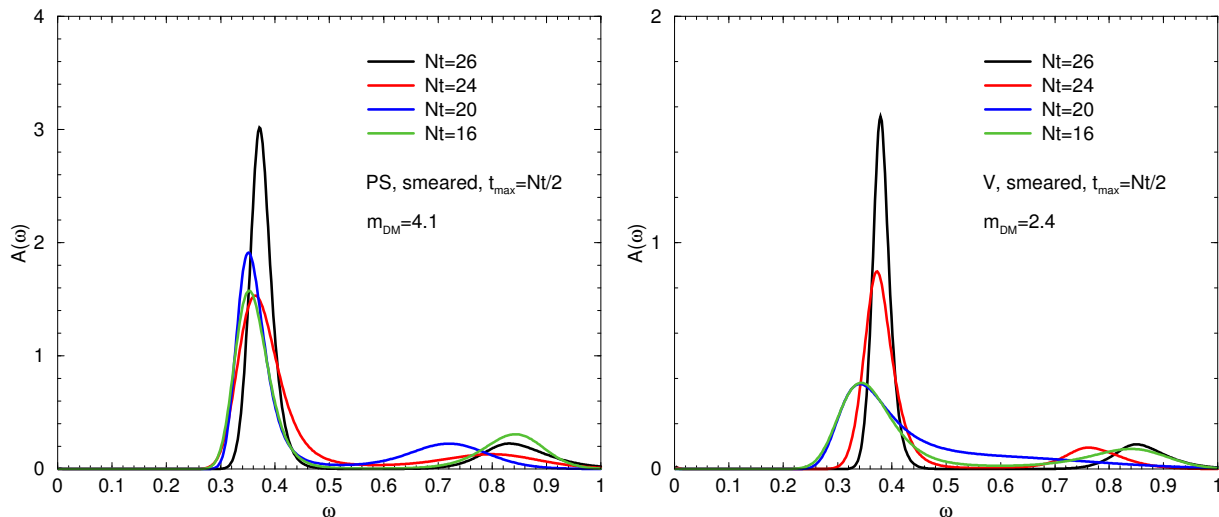 4
3
2
1
0
A(ω)
Nt=26
Nt=24
Nt=20
Nt=16
PS, smeared, tmax=Nt/2
mDM=4.1
0 0.1 0.2 0.3 0.4 0.5 0.6 0.7 0.8 0.9 1
ω
2
1
0
A(ω)
Nt=26
Nt=24
Nt=20
Nt=16
V, smeared, tmax=Nt/2
mDM=2.4
0 0.1 0.2 0.3 0.4 0.5 0.6 0.7 0.8 0.9 1
ω